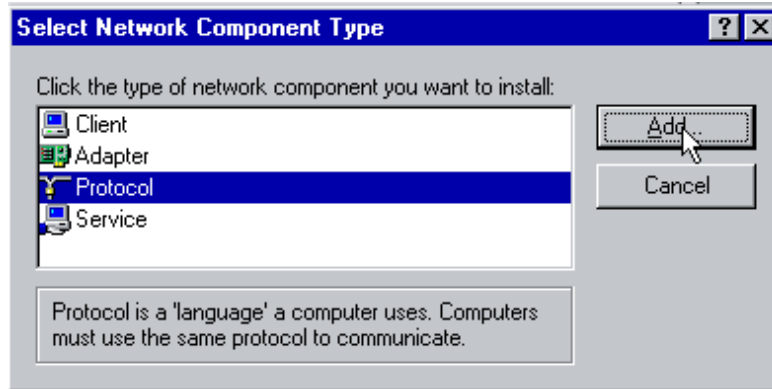 Select Network Component Type
Click the type of network component you want to install:
Client
Adapter
Protocol
Service
Add...
Cancel
Protocol is a 'language' a computer uses. Computers
must use the same protocol to communicate.